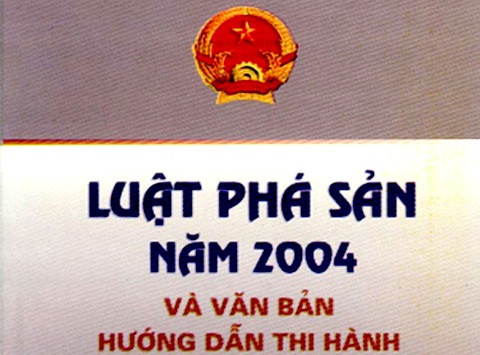 LUẬT PHÁ SẢN
NĂM 2004
VÀ VĂN BẢN
HƯỚNG DẪN THI HÀNH